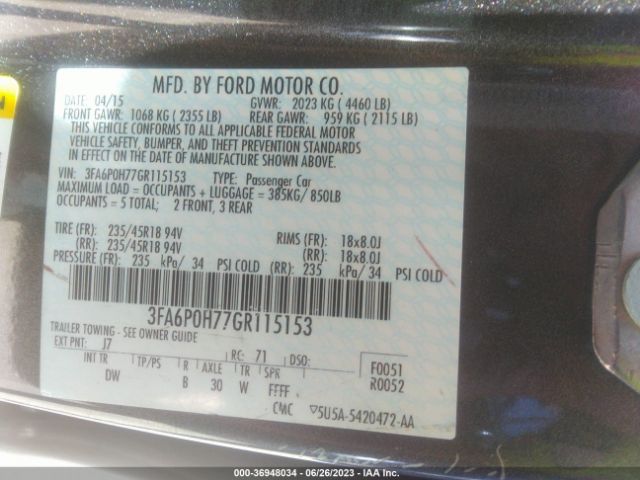 MFD. BY FORD MOTOR CO.
DATE: 04/15 GVWR: 2023 KG ( 4460 LB)
FRONT GAWR: 1068 KG ( 2355 LB) REAR GAWR: 959 KG ( 2115 LB)
THIS VEHICLE CONFORMS TO ALL APPLICABLE FEDERAL MOTOR
VEHICLE SAFETY, BUMPER, AND THEFT PREVENTION STANDARDS
IN EFFECT ON THE DATE OF MANUFACTURE SHOWN ABOVE.
VIN: 3FA6P0H77GR115153 TYPE: Passenger Car
MAXIMUM LOAD = OCCUPANTS + LUGGAGE = 385KG/ 850LB
OCCUPANTS = 5 TOTAL; 2 FRONT, 3 REAR
TIRE (FR): 235/45R18 94V RIMS (FR): 18x8.0J
(RR): 235/45R18 94V (RR): 18x8.0J
PRESSURE (FR): 235 kPa/ 34 PSI COLD (RR): 235 kPa/ 34 PSI COLD
3FA6P0H77GR115153
TRAILER TOWING - SEE OWNER GUIDE
EXT PNT: J7 RC: 71 DSO: F0051
INT TR TP/PS R AXLE TR SPR R0052
DW B 30 W FFFF
CMC ▽5U5A-5420472-AA
000-36948034 / 06/26/2023 / IAA Inc.